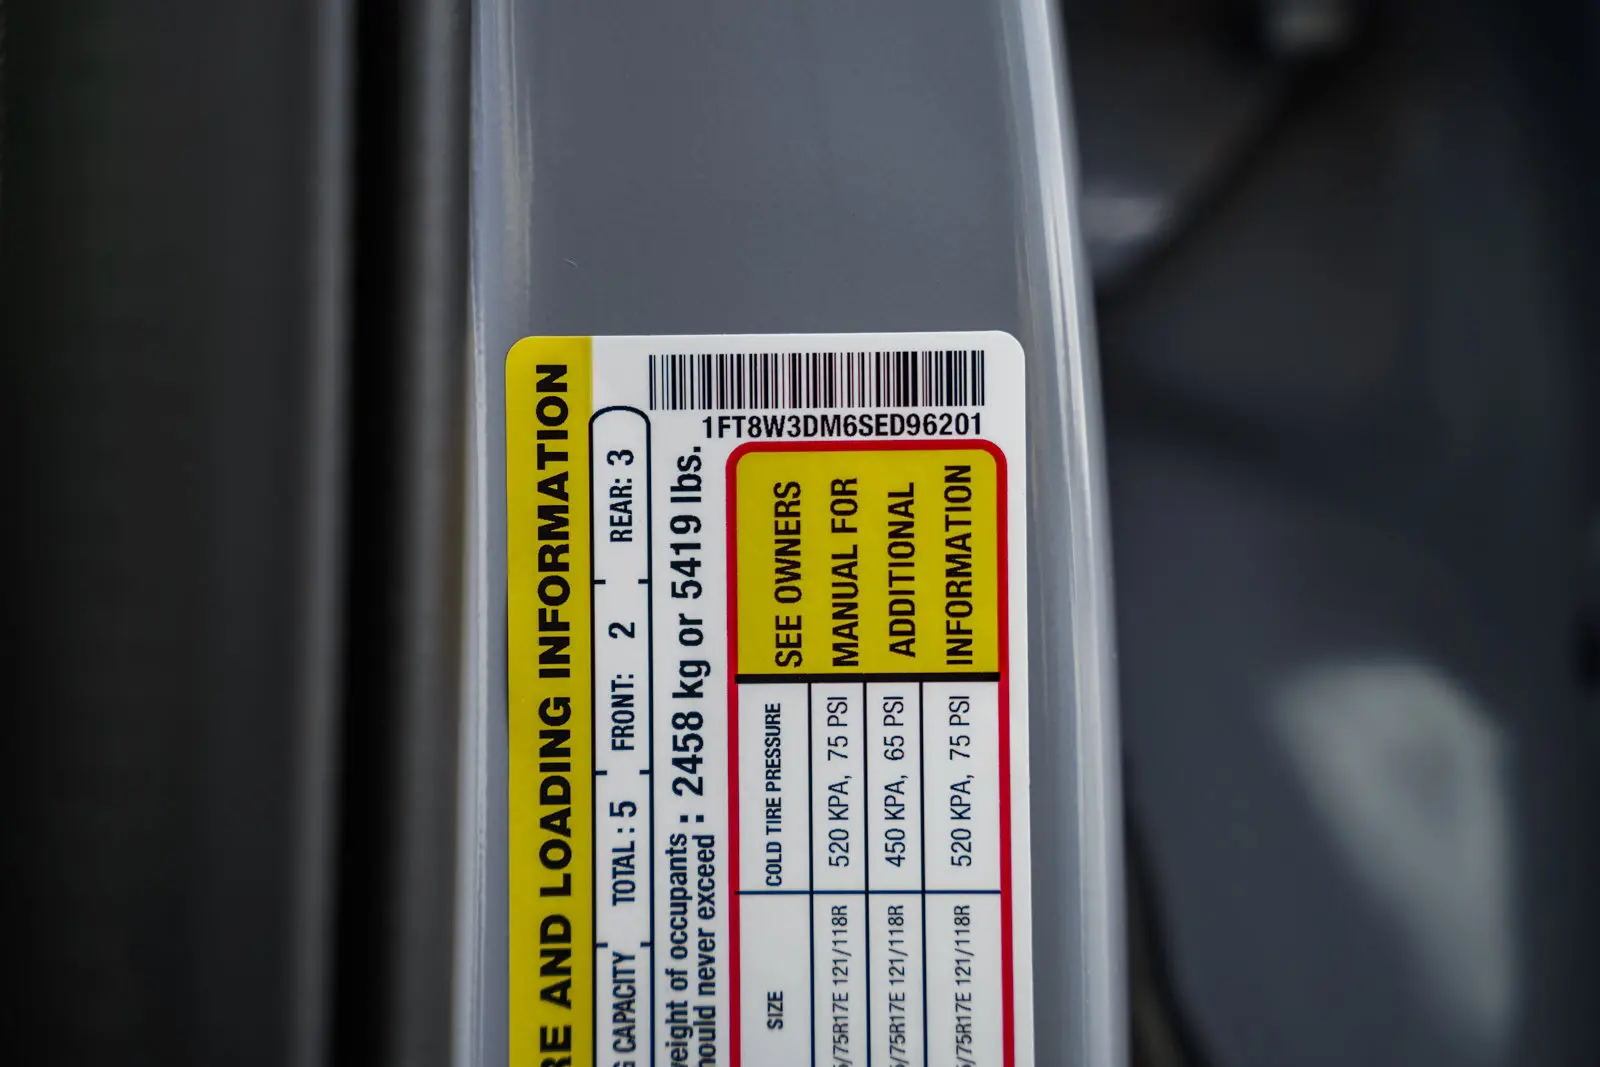 1FT8W3DM6SED96201
RE AND LOADING INFORMATION
CAPACITY TOTAL : 5 FRONT: 2 REAR: 3
of occupants : 2458 kg or 5419 lbs.
never exceed :
SIZE COLD TIRE PRESSURE
/75R17E 121/118R 520 KPA, 75 PSI
/75R17E 121/118R 450 KPA, 65 PSI
/75R17E 121/118R 520 KPA, 75 PSI
SEE OWNERS
MANUAL FOR
ADDITIONAL
INFORMATION